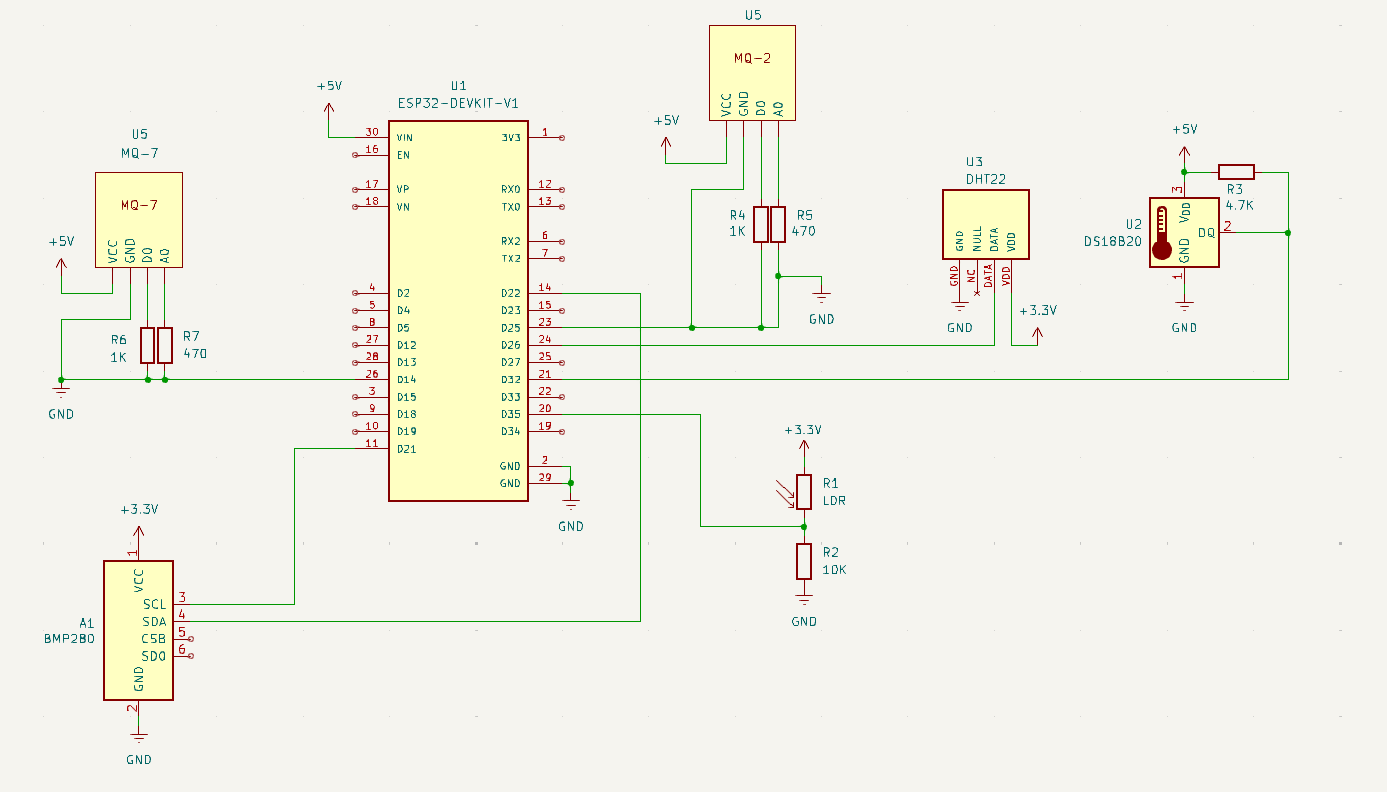 U5
MQ-2
VCC
GND
D0
A0
+5V
U1
ESP32-DEVKIT-V1
+5V
30 VIN
16 EN
17 VP
18 VN
4 D2
5 D4
8 D5
27 D12
28 D13
26 D14
3 D15
9 D18
10 D19
11 D21
3V3 1
RX0 12
TX0 13
RX2 6
TX2 7
D22 14
D23 15
D25 23
D26 24
D27 25
D32 21
D33 22
D35 20
D34 19
GND 2
GND 29
GND
U5
MQ-7
MQ-7
VCC
GND
D0
A0
+5V
R6
1K
R7
470
GND
R4
1K
R5
470
GND
U3
DHT22
GND
NULL
DATA
VDD
GND
NC
DATA
VDD
GND
+3.3V
+5V
R3
4.7K
U2
DS18B20
3
VDD
DQ 2
GND
1
GND
+3.3V
R1
LDR
R2
10K
GND
+3.3V
1
VCC
SCL 3
SDA 4
CSB 5
SDO 6
GND
2
A1
BMP280
GND